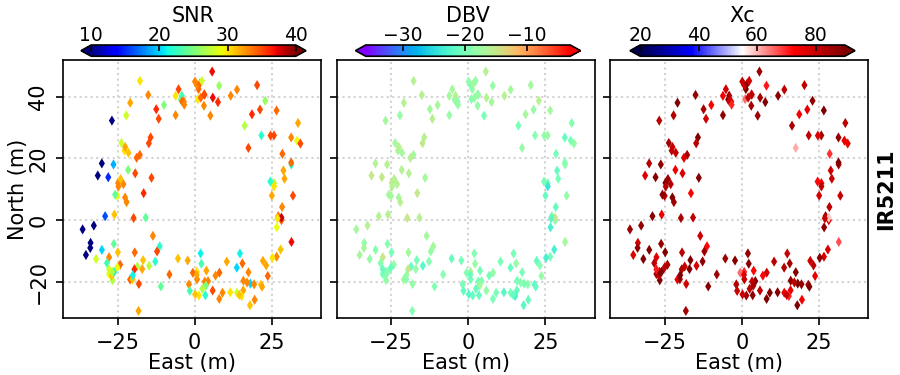 SNR DBV Xc
10 20 30 40 −30 −20 −10 20 40 60 80
40
20
0
−20
North (m)
−25 0 25 −25 0 25 −25 0 25
East (m) East (m) East (m)
IR5211